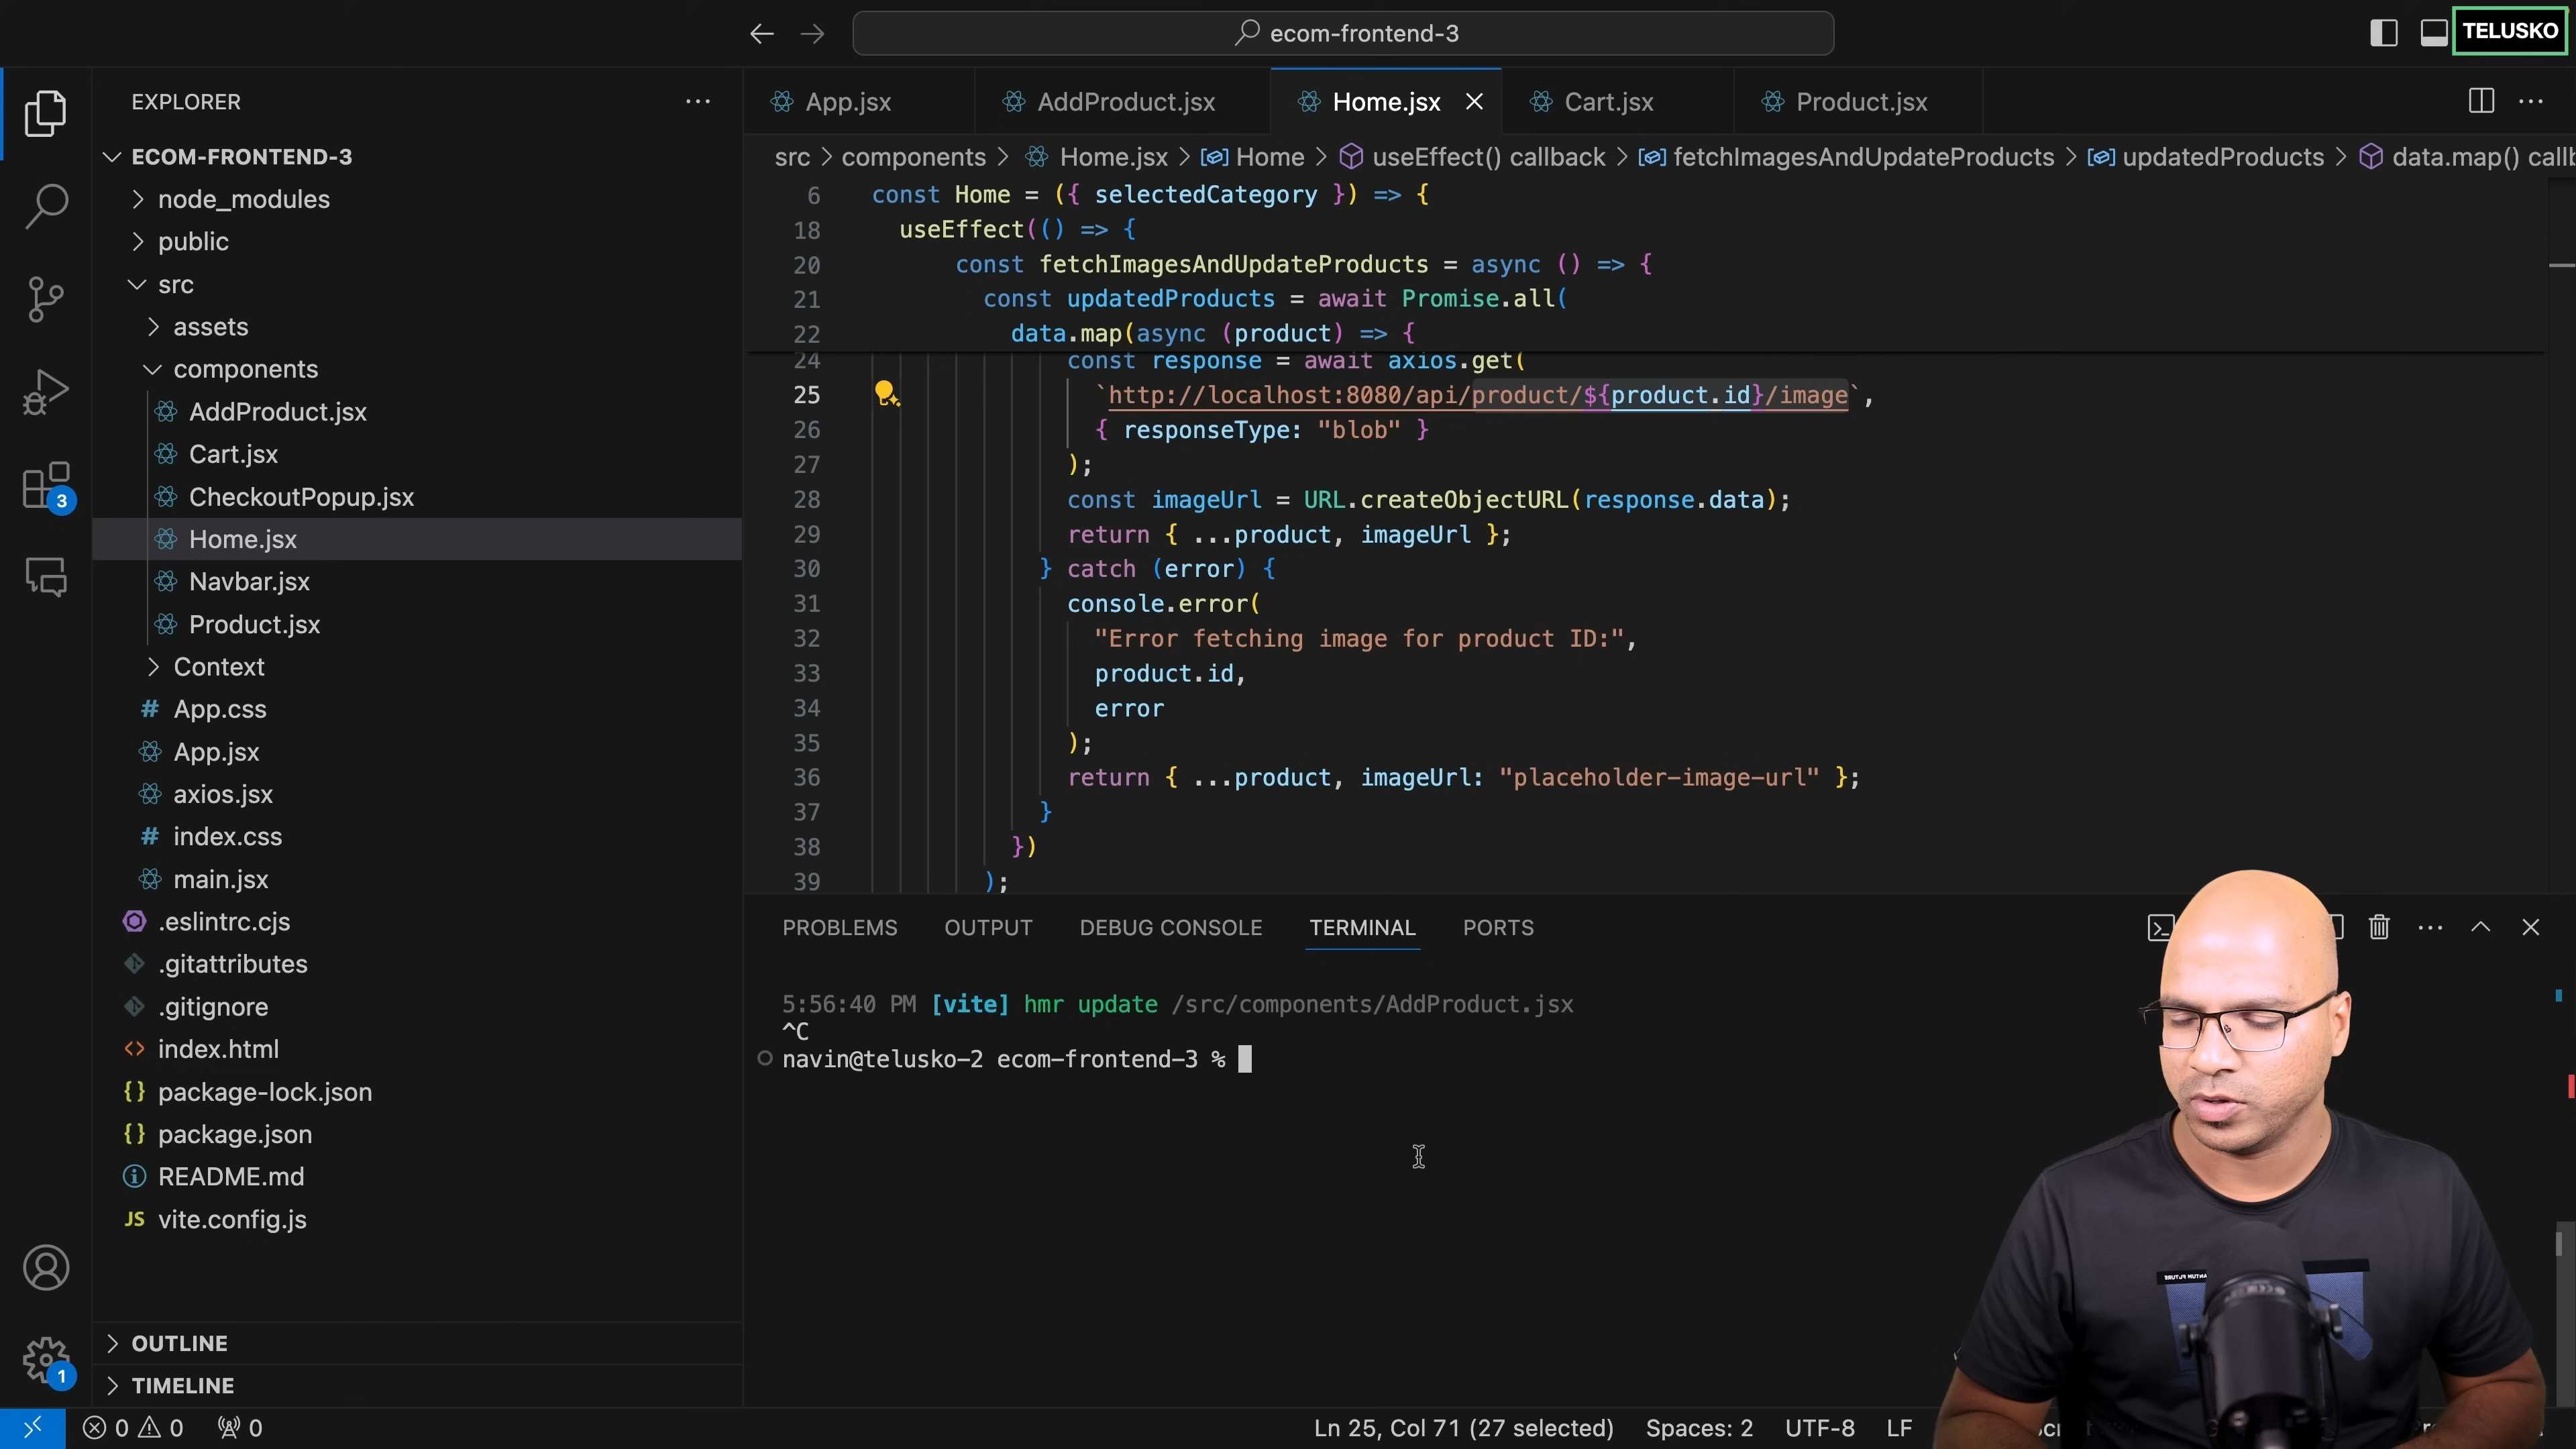 ecom-frontend-3
TELUSKO
EXPLORER
ECOM-FRONTEND-3
node_modules
public
src
assets
components
AddProduct.jsx
Cart.jsx
CheckoutPopup.jsx
Home.jsx
Navbar.jsx
Product.jsx
Context
App.css
App.jsx
axios.jsx
index.css
main.jsx
.eslintrc.cjs
.gitattributes
.gitignore
index.html
package-lock.json
package.json
README.md
vite.config.js
OUTLINE
TIMELINE
3
1
App.jsx AddProduct.jsx Home.jsx Cart.jsx Product.jsx
src > components > Home.jsx > Home > useEffect() callback > fetchImagesAndUpdateProducts > updatedProducts > data.map() callb
6 const Home = ({ selectedCategory }) => {
18 useEffect(() => {
20 const fetchImagesAndUpdateProducts = async () => {
21 const updatedProducts = await Promise.all(
22 data.map(async (product) => {
24 const response = await axios.get(
25 `http://localhost:8080/api/product/${product.id}/image`,
26 { responseType: "blob" }
27 );
28 const imageUrl = URL.createObjectURL(response.data);
29 return { ...product, imageUrl };
30 } catch (error) {
31 console.error(
32 "Error fetching image for product ID:",
33 product.id,
34 error
35 );
36 return { ...product, imageUrl: "placeholder-image-url" };
37 }
38 })
39 );
PROBLEMS OUTPUT DEBUG CONSOLE TERMINAL PORTS
5:56:40 PM [vite] hmr update /src/components/AddProduct.jsx
^C
navin@telusko-2 ecom-frontend-3 %
0 0 0
Ln 25, Col 71 (27 selected) Spaces: 2 UTF-8 LF